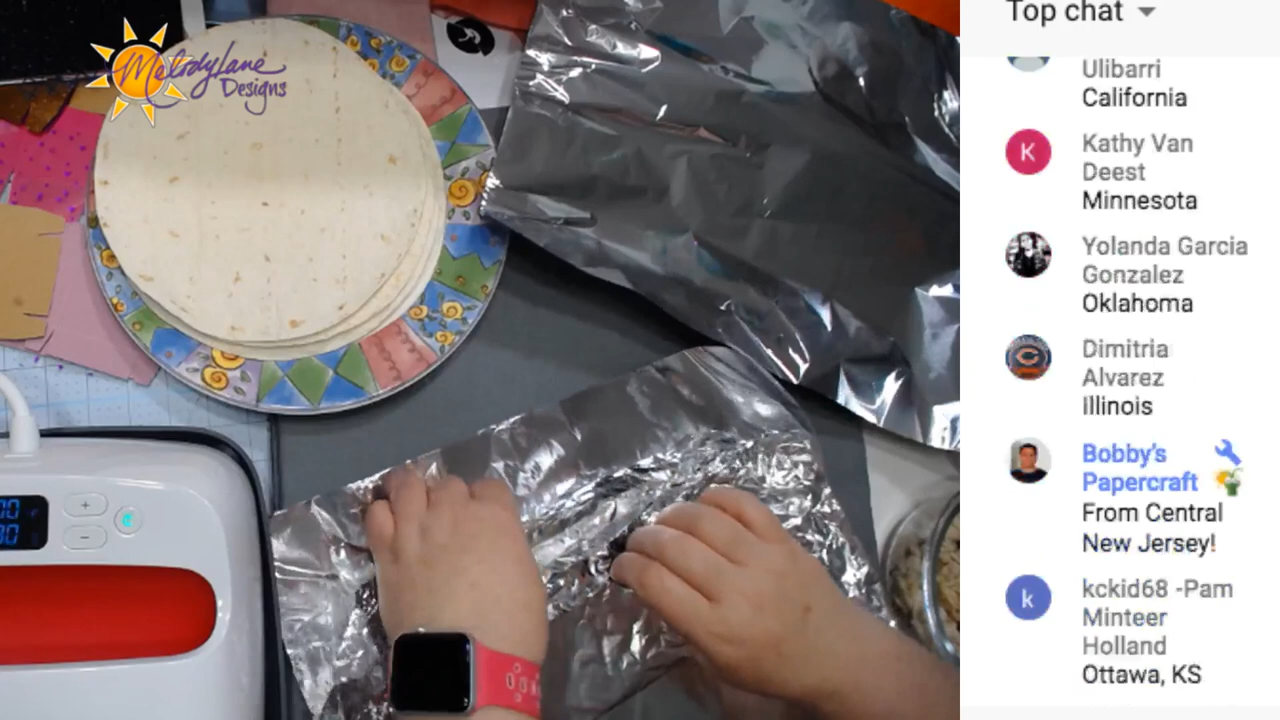 MelodyLane
Designs
Top chat
Ulibarri
California
K
Kathy Van
Deest
Minnesota
Yolanda Garcia
Gonzalez
Oklahoma
Dimitria
Alvarez
Illinois
Bobby's
Papercraft
From Central
New Jersey!
k
kckid68 -Pam
Minteer
Holland
Ottawa, KS